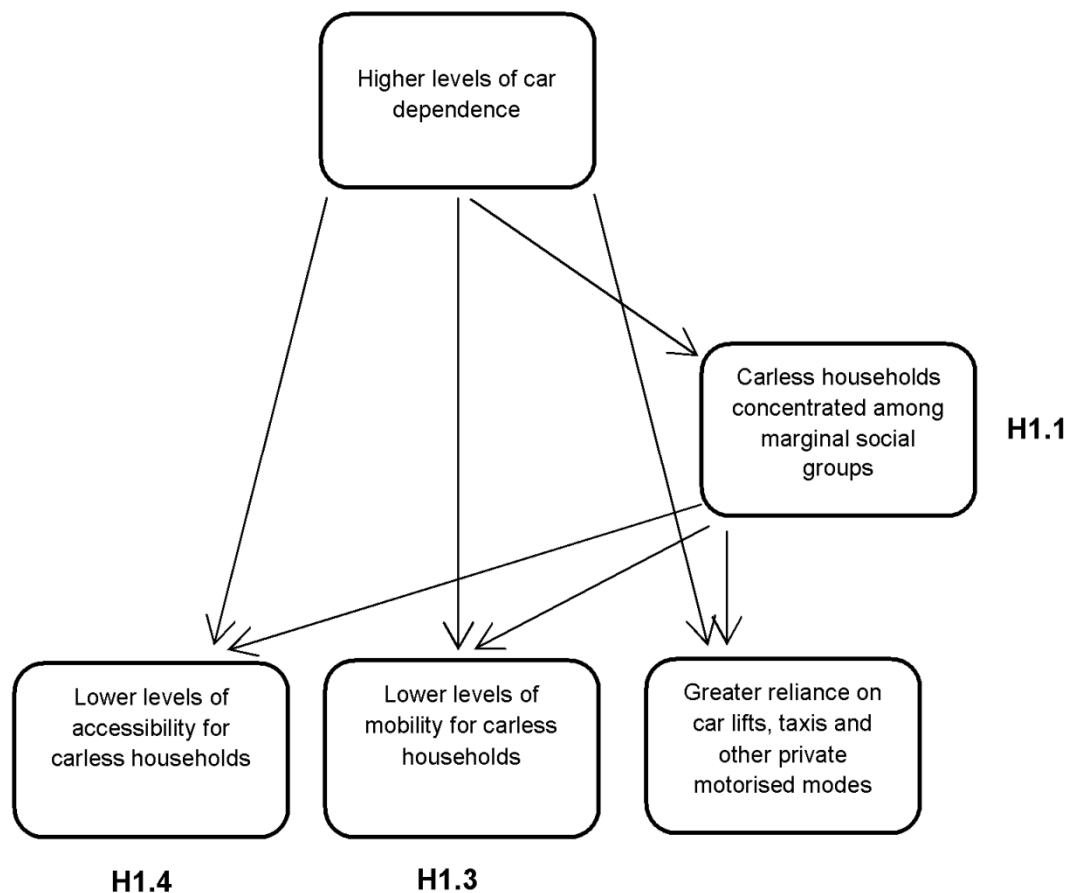 Higher levels of car
dependence
Carless households
concentrated among
marginal social
groups
H1.1
Lower levels of
accessibility for
carless households
Lower levels of
mobility for carless
households
Greater reliance on
car lifts, taxis and
other private
motorised modes
H1.4
H1.3